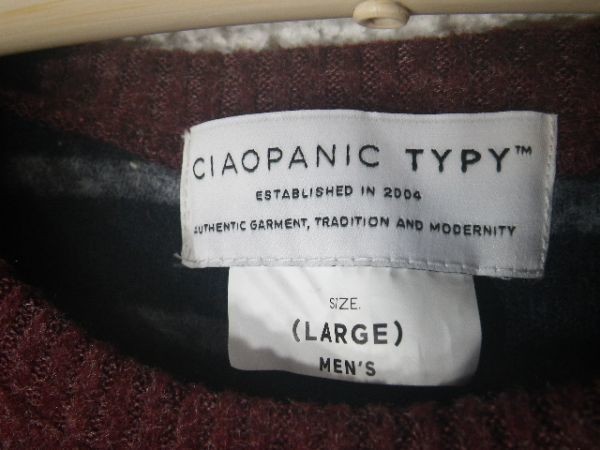 CIAOPANIC TYPY™
ESTABLISHED IN 2004
AUTHENTIC GARMENT, TRADITION AND MODERNITY
SIZE.
(LARGE)
MEN'S